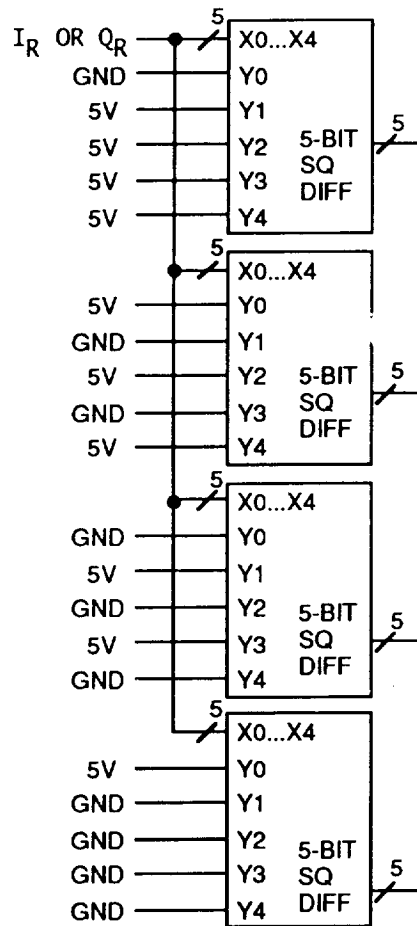 I_R OR Q_R 5 X0...X4
GND Y0
5V Y1
5V Y2 5-BIT 5
5V Y3 SQ
5V Y4 DIFF
5 X0...X4
5V Y0
GND Y1
5V Y2 5-BIT 5
GND Y3 SQ
5V Y4 DIFF
5 X0...X4
GND Y0
5V Y1
GND Y2 5-BIT 5
5V Y3 SQ
GND Y4 DIFF
5 X0...X4
5V Y0
GND Y1
GND Y2 5-BIT 5
GND Y3 SQ
GND Y4 DIFF